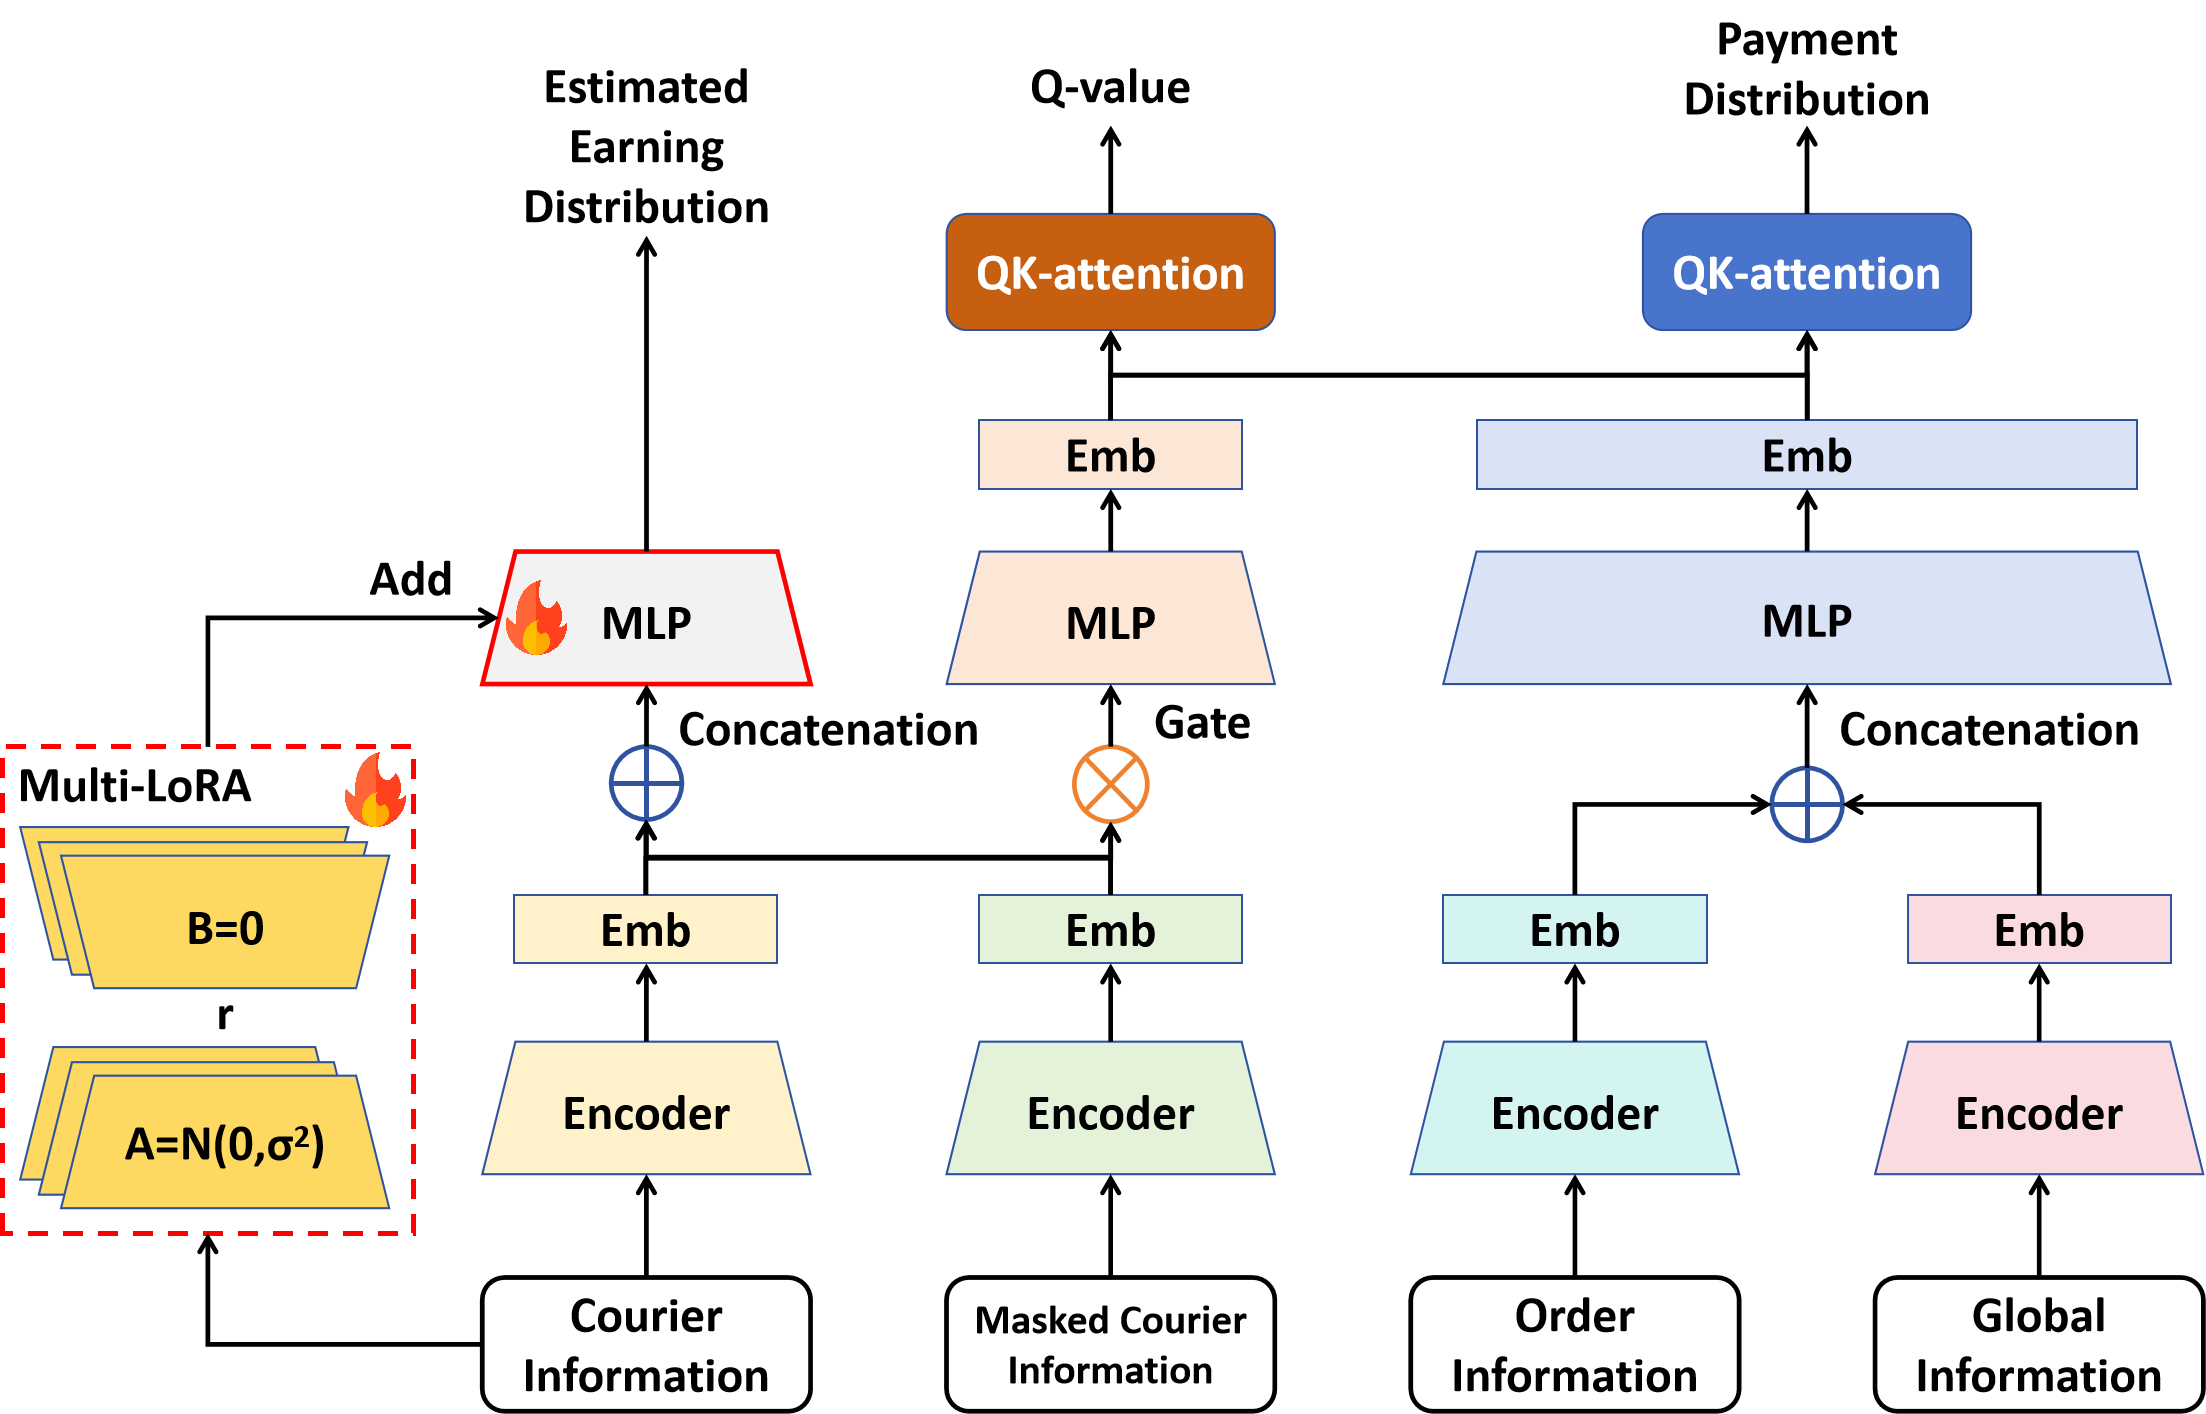 Estimated
Earning
Distribution
Q-value
Payment
Distribution
QK-attention
QK-attention
Emb
Emb
Add
MLP
MLP
MLP
Concatenation
Gate
Concatenation
Multi-LoRA
B=0
r
A=N(0,σ²)
Emb
Emb
Emb
Emb
Encoder
Encoder
Encoder
Encoder
Courier
Information
Masked Courier
Information
Order
Information
Global
Information